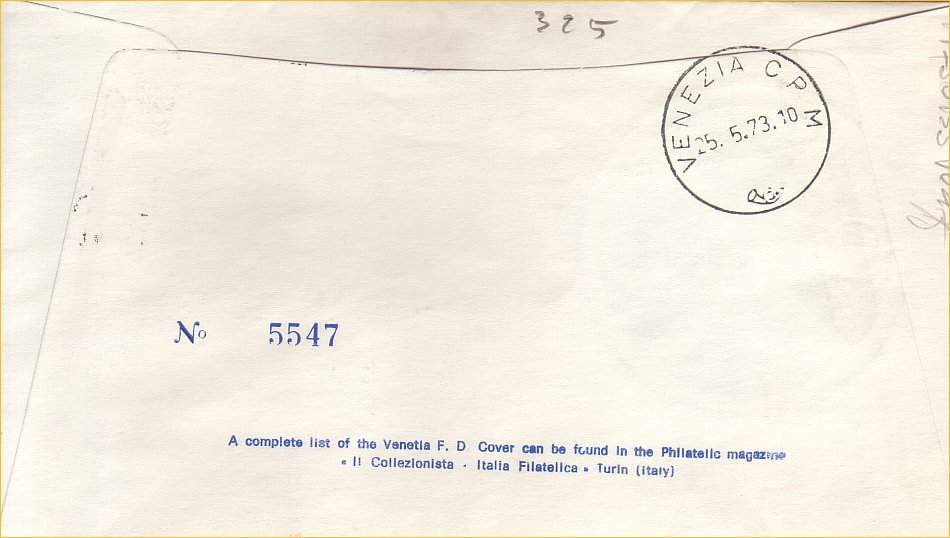 325
VENEZIA C P M
25. 5.73.10
No 5547
A complete list of the Venetia F. D. Cover can be found in the Philatelic magazine
« Il Collezionista - Italia Filatelica » Turin (Italy)